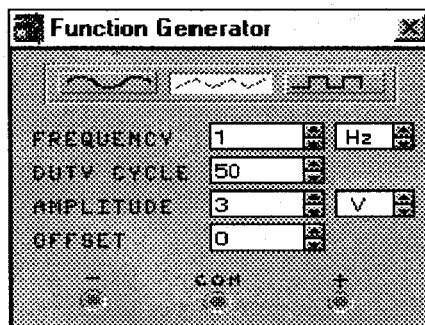 Function Generator
FREQUENCY 1 Hz
DUTY CYCLE 50
AMPLITUDE 3 V
OFFSET 0
− COM +